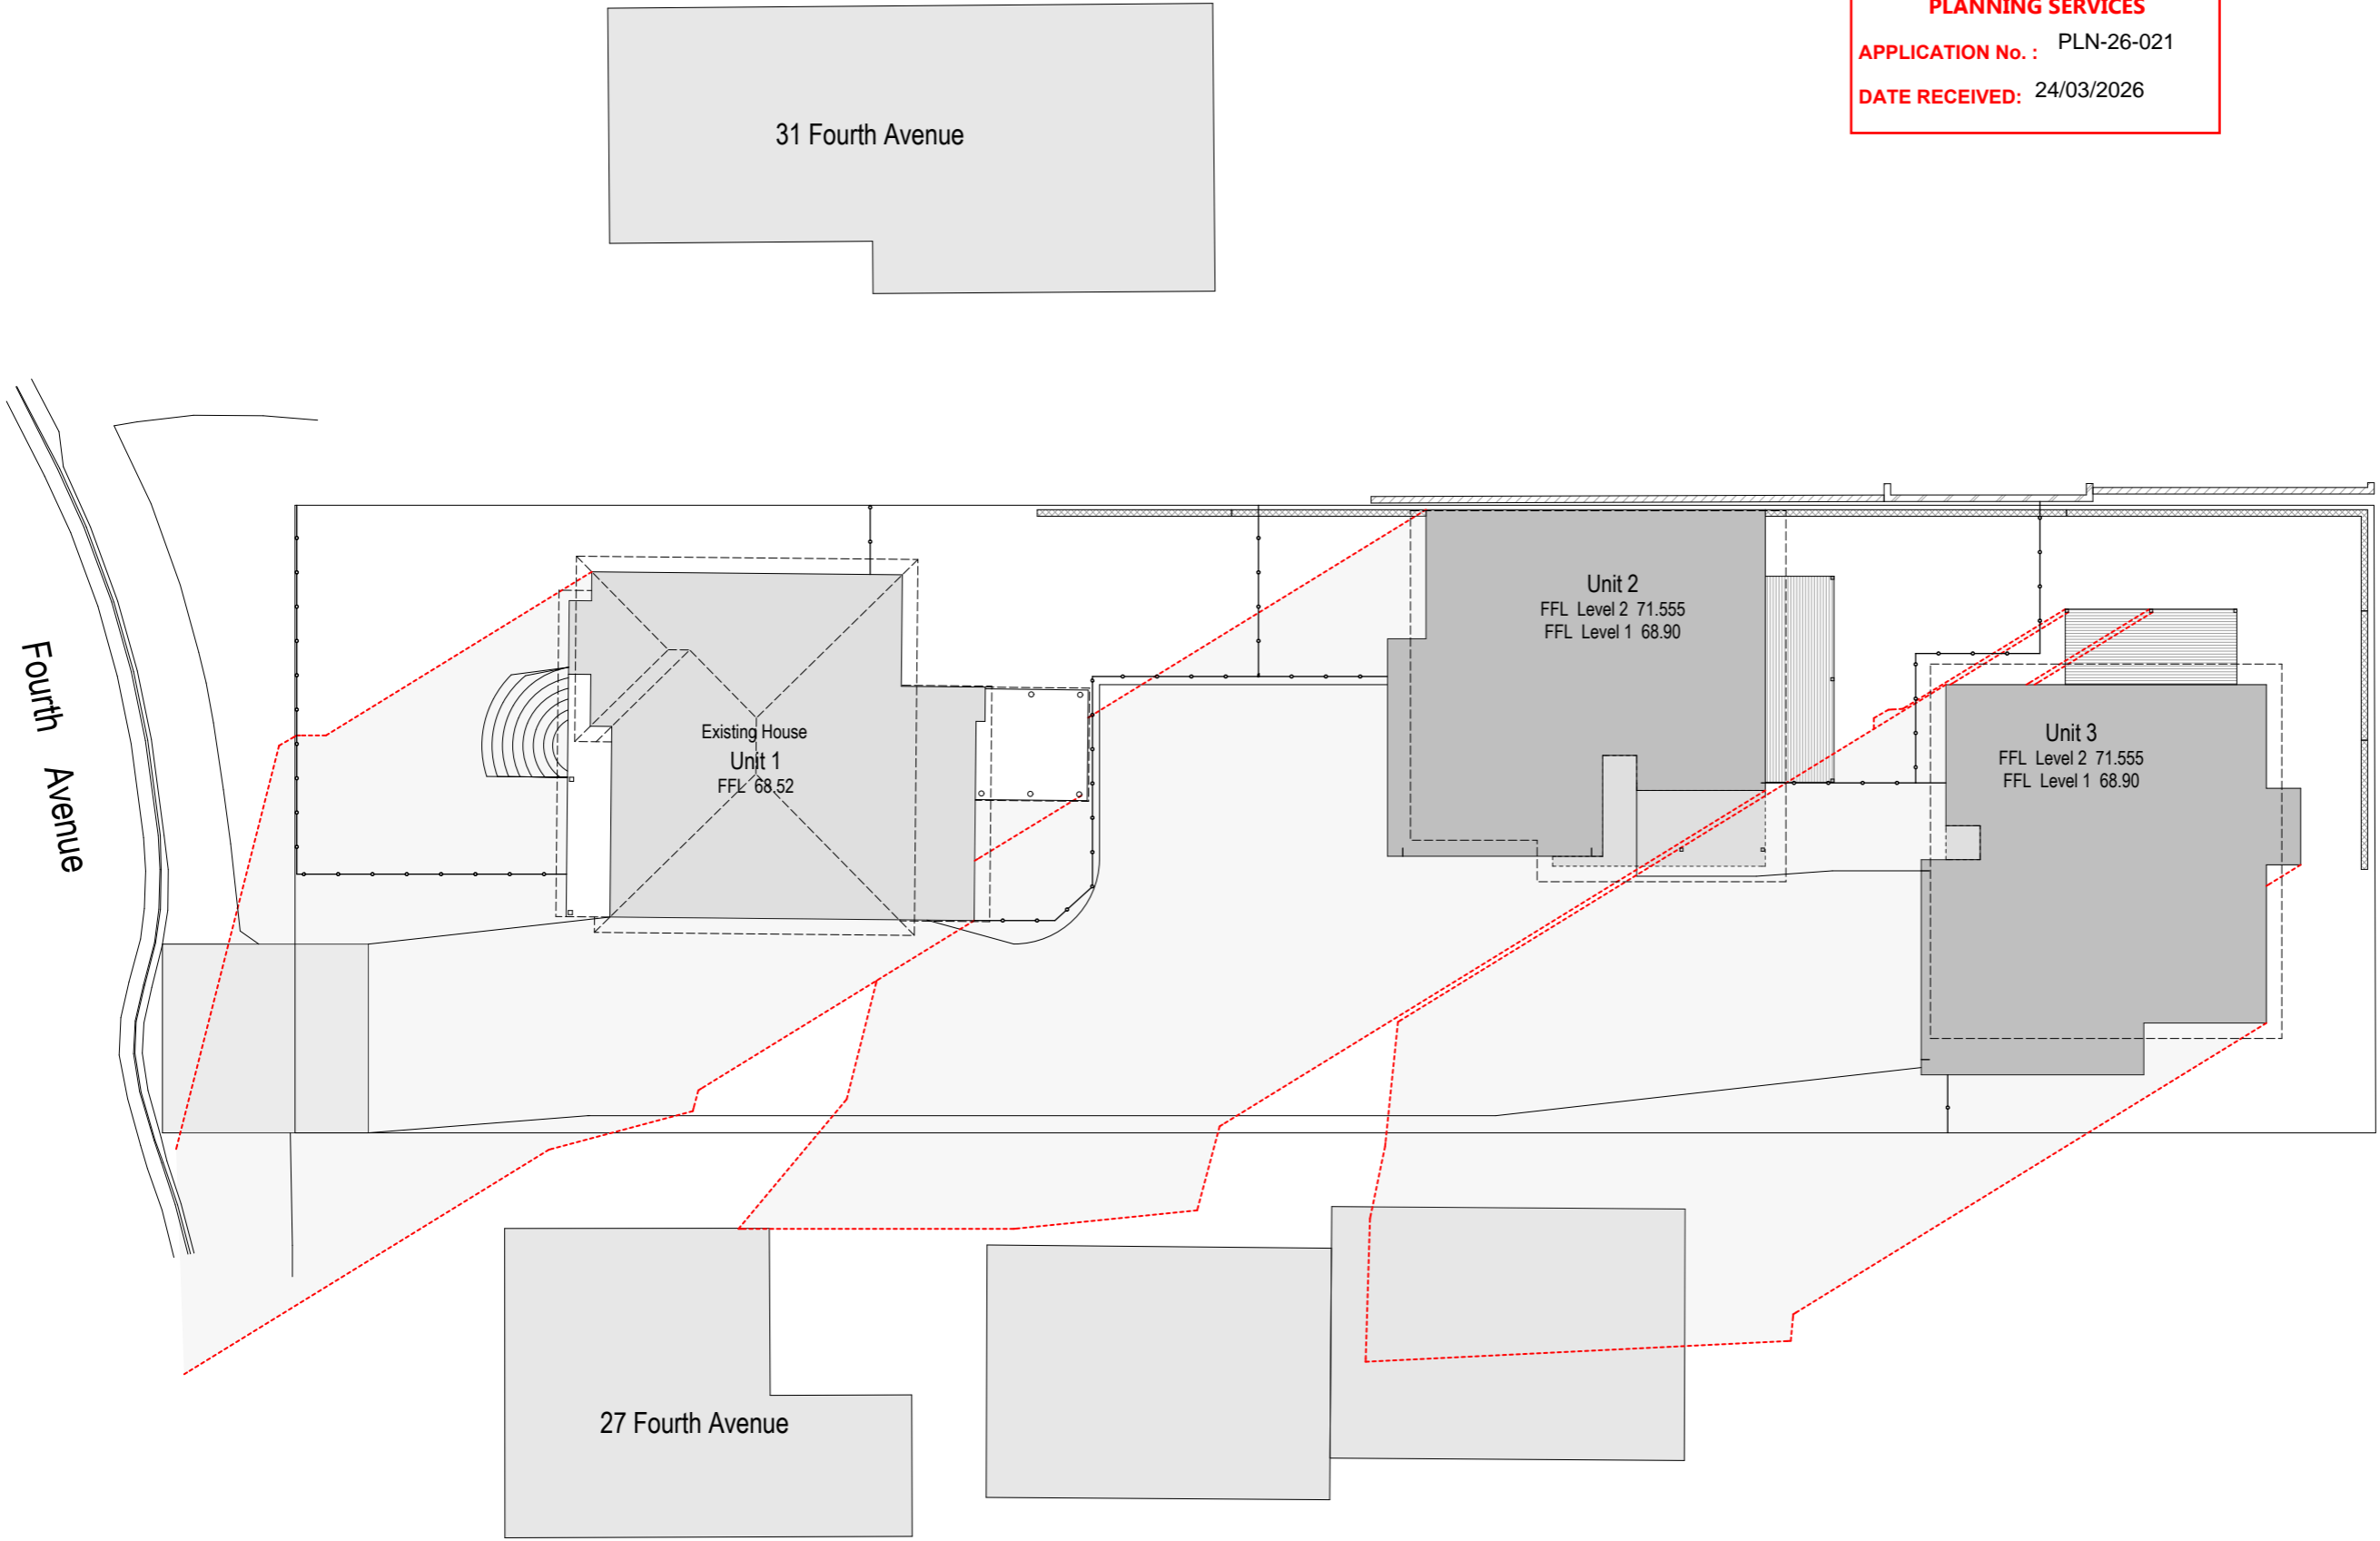 PLANNING SERVICES
APPLICATION No. : PLN-26-021
DATE RECEIVED: 24/03/2026
31 Fourth Avenue
Fourth Avenue
Existing House
Unit 1
FFL 68.52
Unit 2
FFL Level 2 71.555
FFL Level 1 68.90
Unit 3
FFL Level 2 71.555
FFL Level 1 68.90
27 Fourth Avenue